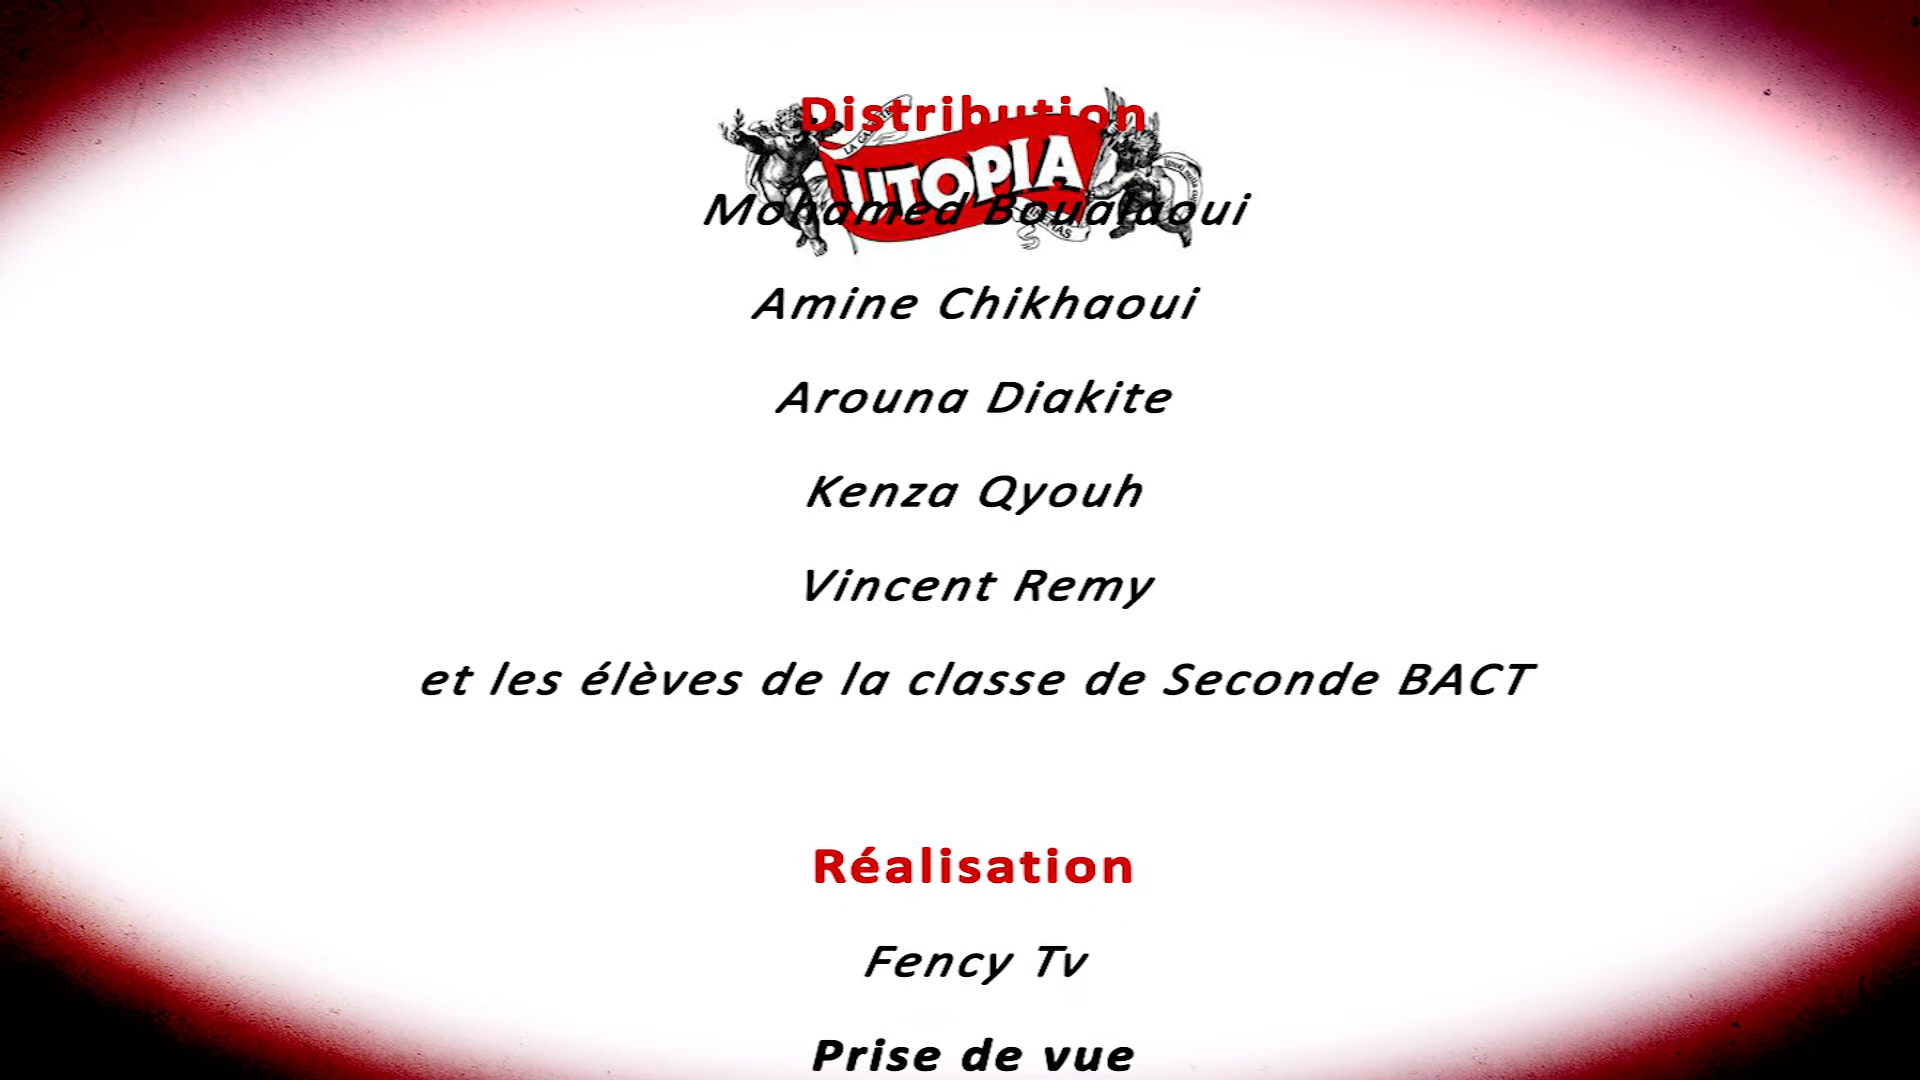 Distribution
UTOPIA
Mohamed Boualaoui
Amine Chikhaoui
Arouna Diakite
Kenza Qyouh
Vincent Remy
et les élèves de la classe de Seconde BACT
Réalisation
Fency Tv
Prise de vue